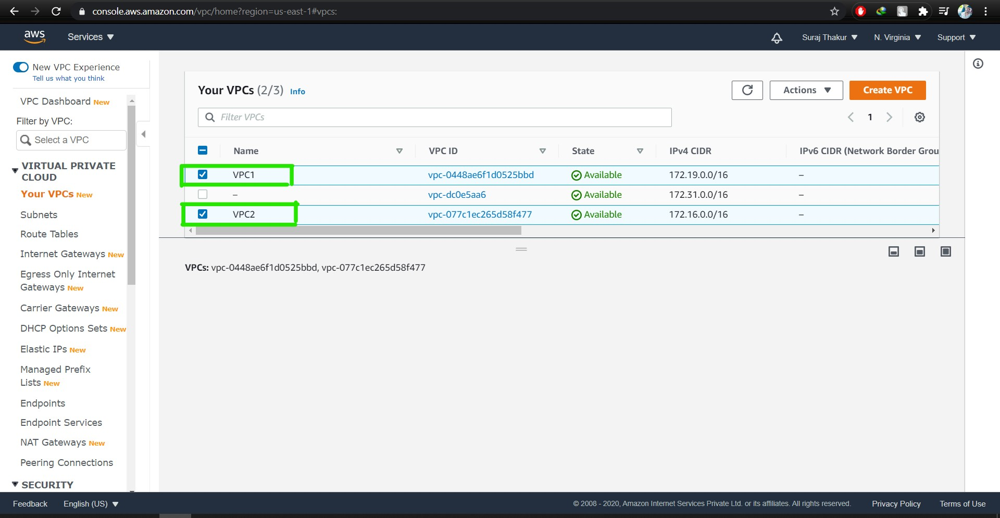 console.aws.amazon.com/vpc/home?region=us-east-1#vpcs:
aws
Services
Suraj Thakur
N. Virginia
Support
New VPC Experience
Tell us what you think
VPC Dashboard New
Filter by VPC:
Select a VPC
VIRTUAL PRIVATE
CLOUD
Your VPCs New
Subnets
Route Tables
Internet Gateways New
Egress Only Internet
Gateways New
Carrier Gateways New
DHCP Options Sets New
Elastic IPs New
Managed Prefix
Lists New
Endpoints
Endpoint Services
NAT Gateways New
Peering Connections
SECURITY
Your VPCs (2/3) Info
Actions
Create VPC
Filter VPCs
1
Name VPC ID State IPv4 CIDR IPv6 CIDR (Network Border Grou
VPC1 vpc-0448ae6f1d0525bbd Available 172.19.0.0/16 –
– vpc-dc0e5aa6 Available 172.31.0.0/16 –
VPC2 vpc-077c1ec265d58f477 Available 172.16.0.0/16 –
VPCs: vpc-0448ae6f1d0525bbd, vpc-077c1ec265d58f477
Feedback
English (US)
© 2008 - 2020, Amazon Internet Services Private Ltd. or its affiliates. All rights reserved.
Privacy Policy
Terms of Use